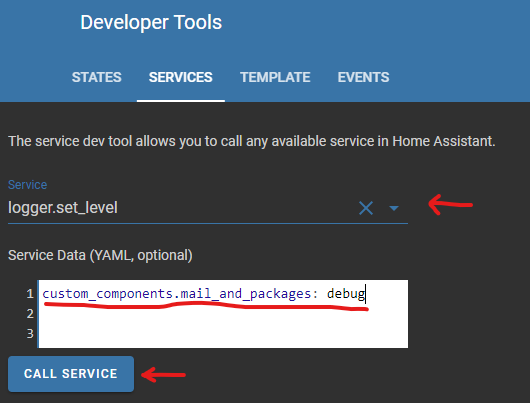 Developer Tools
STATES SERVICES TEMPLATE EVENTS
The service dev tool allows you to call any available service in Home Assistant.
Service
logger.set_level
Service Data (YAML, optional)
1 custom_components.mail_and_packages: debug
2
3
CALL SERVICE